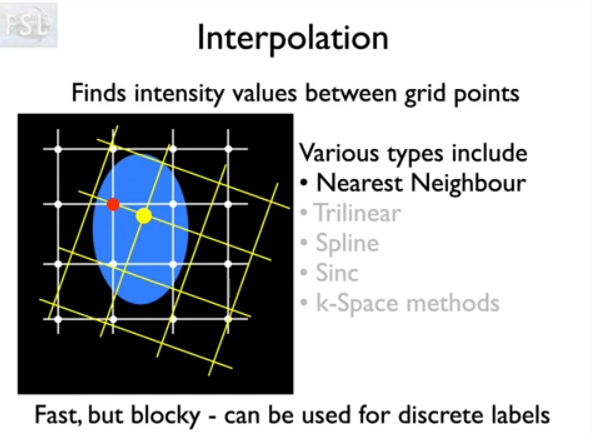 FSL
Interpolation
Finds intensity values between grid points
Various types include
• Nearest Neighbour
• Trilinear
• Spline
• Sinc
• k-Space methods
Fast, but blocky - can be used for discrete labels